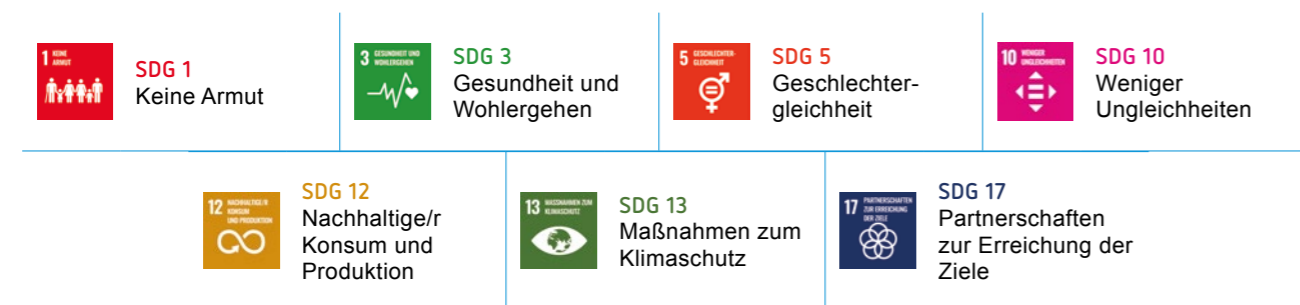 1 KEINE
ARMUT
SDG 1
Keine Armut
3 GESUNDHEIT UND
WOHLERGEHEN
SDG 3
Gesundheit und
Wohlergehen
5 GESCHLECHTER-
GLEICHHEIT
SDG 5
Geschlechter-
gleichheit
10 WENIGER
UNGLEICHHEITEN
SDG 10
Weniger
Ungleichheiten
12 NACHHALTIGE/R
KONSUM
UND PRODUKTION
SDG 12
Nachhaltige/r
Konsum und
Produktion
13 MASSNAHMEN ZUM
KLIMASCHUTZ
SDG 13
Maßnahmen zum
Klimaschutz
17 PARTNERSCHAFTEN
ZUR ERREICHUNG
DER ZIELE
SDG 17
Partnerschaften
zur Erreichung der
Ziele